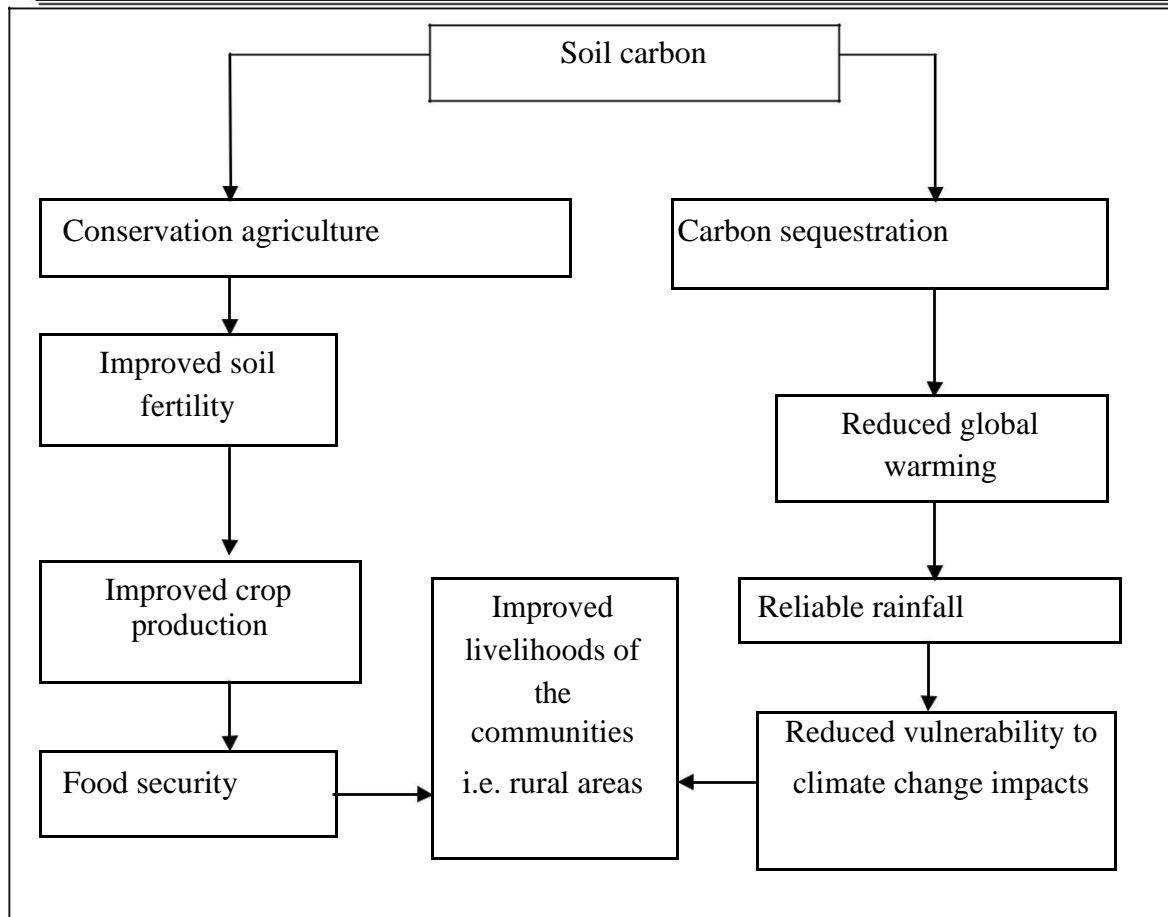 Soil carbon
Conservation agriculture
Carbon sequestration
Improved soil
fertility
Reduced global
warming
Improved crop
production
Improved
livelihoods of
the
communities
i.e. rural areas
Reliable rainfall
Reduced vulnerability to
climate change impacts
Food security